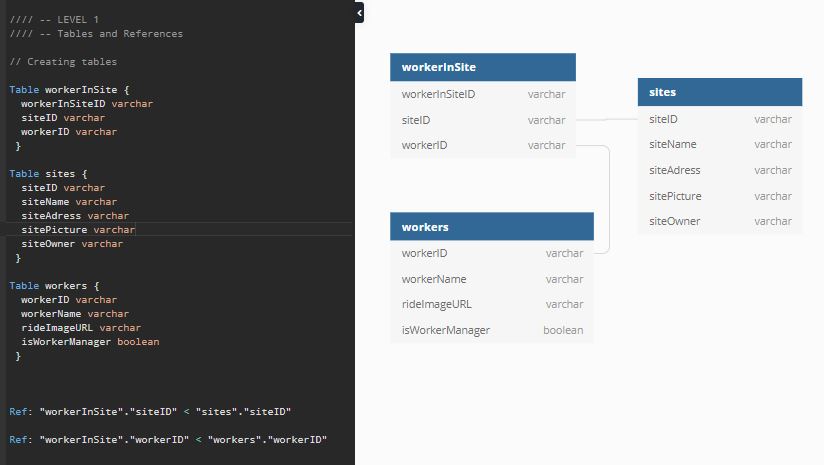 //// -- LEVEL 1
//// -- Tables and References
// Creating tables
Table workerInSite {
workerInSiteID varchar
siteID varchar
workerID varchar
}
Table sites {
siteID varchar
siteName varchar
siteAdress varchar
sitePicture varchar
siteOwner varchar
}
Table workers {
workerID varchar
workerName varchar
rideImageURL varchar
isWorkerManager boolean
}
Ref: "workerInSite"."siteID" < "sites"."siteID"
Ref: "workerInSite"."workerID" < "workers"."workerID"
workerInSite
workerInSiteID varchar
siteID varchar
workerID varchar
sites
siteID varchar
siteName varchar
siteAdress varchar
sitePicture varchar
siteOwner varchar
workers
workerID varchar
workerName varchar
rideImageURL varchar
isWorkerManager boolean